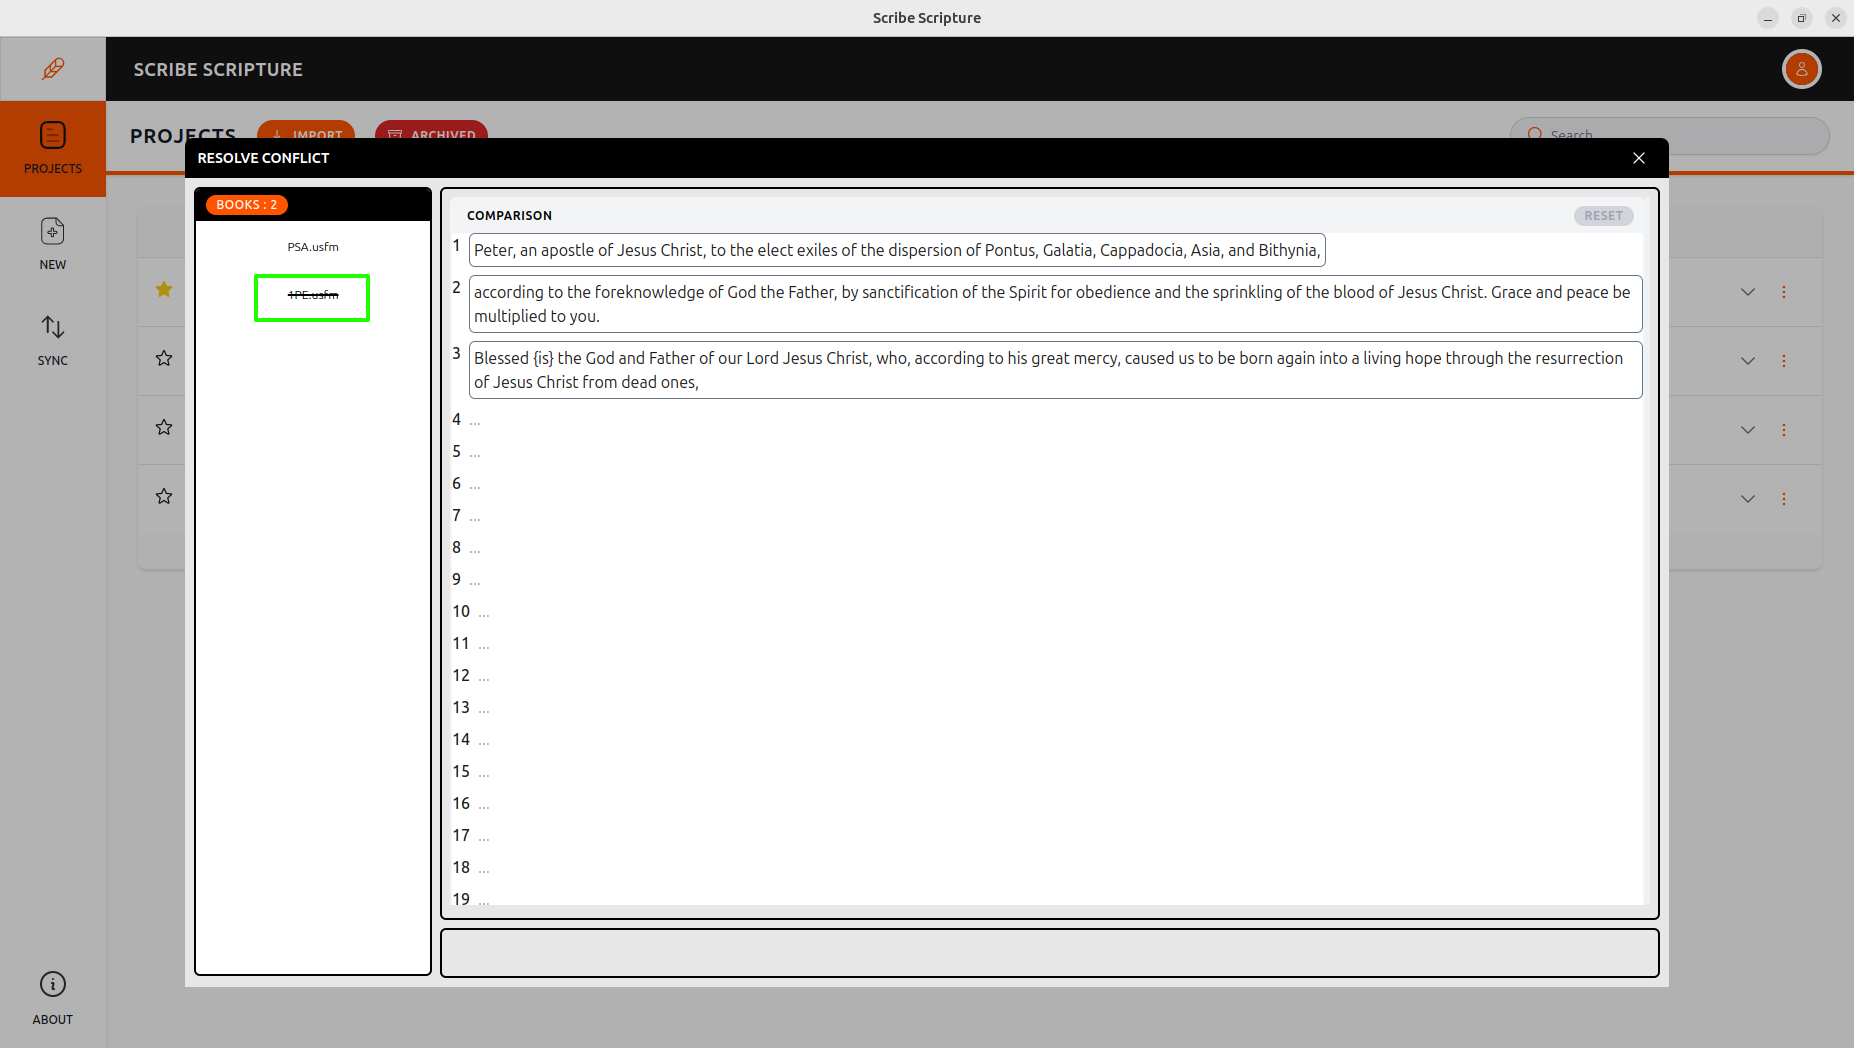 Scribe Scripture
SCRIBE SCRIPTURE
PROJECTS
IMPORT
ARCHIVED
Search
PROJECTS
NEW
SYNC
ABOUT
RESOLVE CONFLICT
BOOKS : 2
PSA.usfm
1PE.usfm
COMPARISON
RESET
1 Peter, an apostle of Jesus Christ, to the elect exiles of the dispersion of Pontus, Galatia, Cappadocia, Asia, and Bithynia,
2 according to the foreknowledge of God the Father, by sanctification of the Spirit for obedience and the sprinkling of the blood of Jesus Christ. Grace and peace be
multiplied to you.
3 Blessed {is} the God and Father of our Lord Jesus Christ, who, according to his great mercy, caused us to be born again into a living hope through the resurrection
of Jesus Christ from dead ones,
4 ...
5 ...
6 ...
7 ...
8 ...
9 ...
10 ...
11 ...
12 ...
13 ...
14 ...
15 ...
16 ...
17 ...
18 ...
19 ...